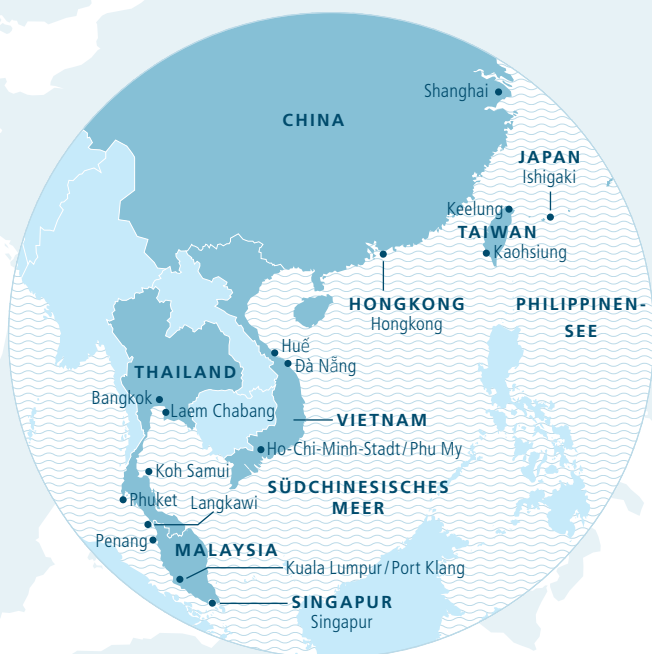 Shanghai
CHINA
JAPAN
Ishigaki
Keelung
TAIWAN
Kaohsiung
HONGKONG
Hongkong
PHILIPPINEN-
SEE
Huế
Đà Nẵng
THAILAND
Bangkok
Laem Chabang
VIETNAM
Ho-Chi-Minh-Stadt/Phu My
Koh Samui
SÜDCHINESISCHES
MEER
Phuket
Langkawi
Penang
MALAYSIA
Kuala Lumpur/Port Klang
SINGAPUR
Singapur